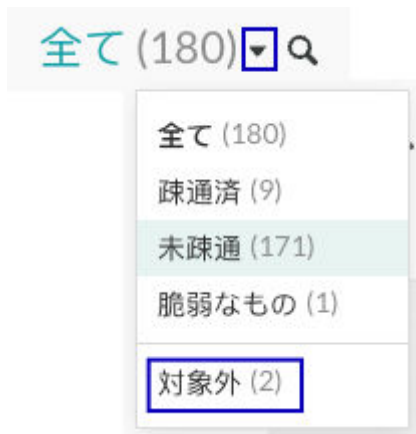 全て (180)
全て (180)
疎通済 (9)
未疎通 (171)
脆弱なもの (1)
対象外 (2)